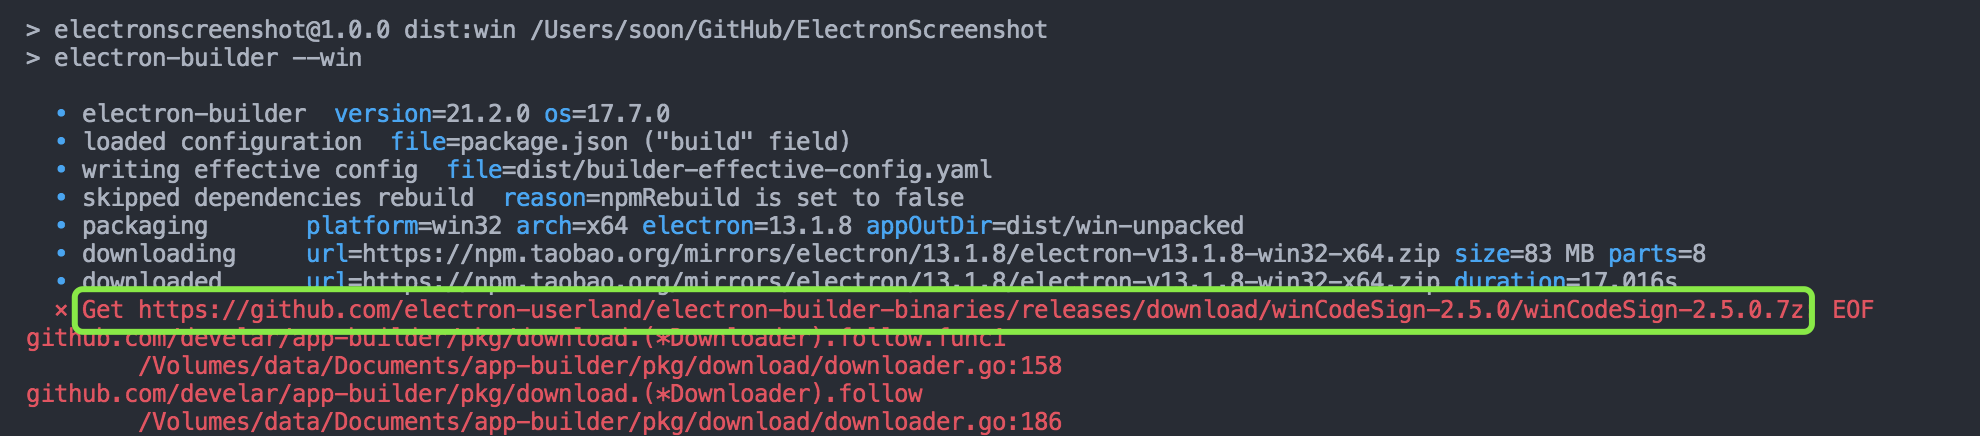 > electronscreenshot@1.0.0 dist:win /Users/soon/GitHub/ElectronScreenshot
> electron-builder --win
• electron-builder  version=21.2.0 os=17.7.0
• loaded configuration  file=package.json ("build" field)
• writing effective config  file=dist/builder-effective-config.yaml
• skipped dependencies rebuild  reason=npmRebuild is set to false
• packaging       platform=win32 arch=x64 electron=13.1.8 appOutDir=dist/win-unpacked
• downloading     url=https://npm.taobao.org/mirrors/electron/13.1.8/electron-v13.1.8-win32-x64.zip size=83 MB parts=8
• downloaded      url=https://npm.taobao.org/mirrors/electron/13.1.8/electron-v13.1.8-win32-x64.zip duration=17.016s
⨯ Get https://github.com/electron-userland/electron-builder-binaries/releases/download/winCodeSign-2.5.0/winCodeSign-2.5.0.7z  EOF
github.com/develar/app-builder/pkg/download.(*Downloader).follow.func1
/Volumes/data/Documents/app-builder/pkg/download/downloader.go:158
github.com/develar/app-builder/pkg/download.(*Downloader).follow
/Volumes/data/Documents/app-builder/pkg/download/downloader.go:186